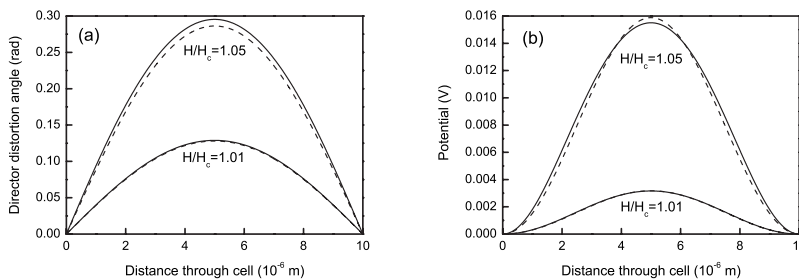 (a)
Director distortion angle (rad)
0.30
0.25
0.20
0.15
0.10
0.05
0.00
H/Hc=1.05
H/Hc=1.01
0 2 4 6 8 10
Distance through cell (10-6 m)
(b)
Potential (V)
0.016
0.014
0.012
0.010
0.008
0.006
0.004
0.002
0.000
H/Hc=1.05
H/Hc=1.01
0 2 4 6 8 1
Distance through cell (10-6 m)